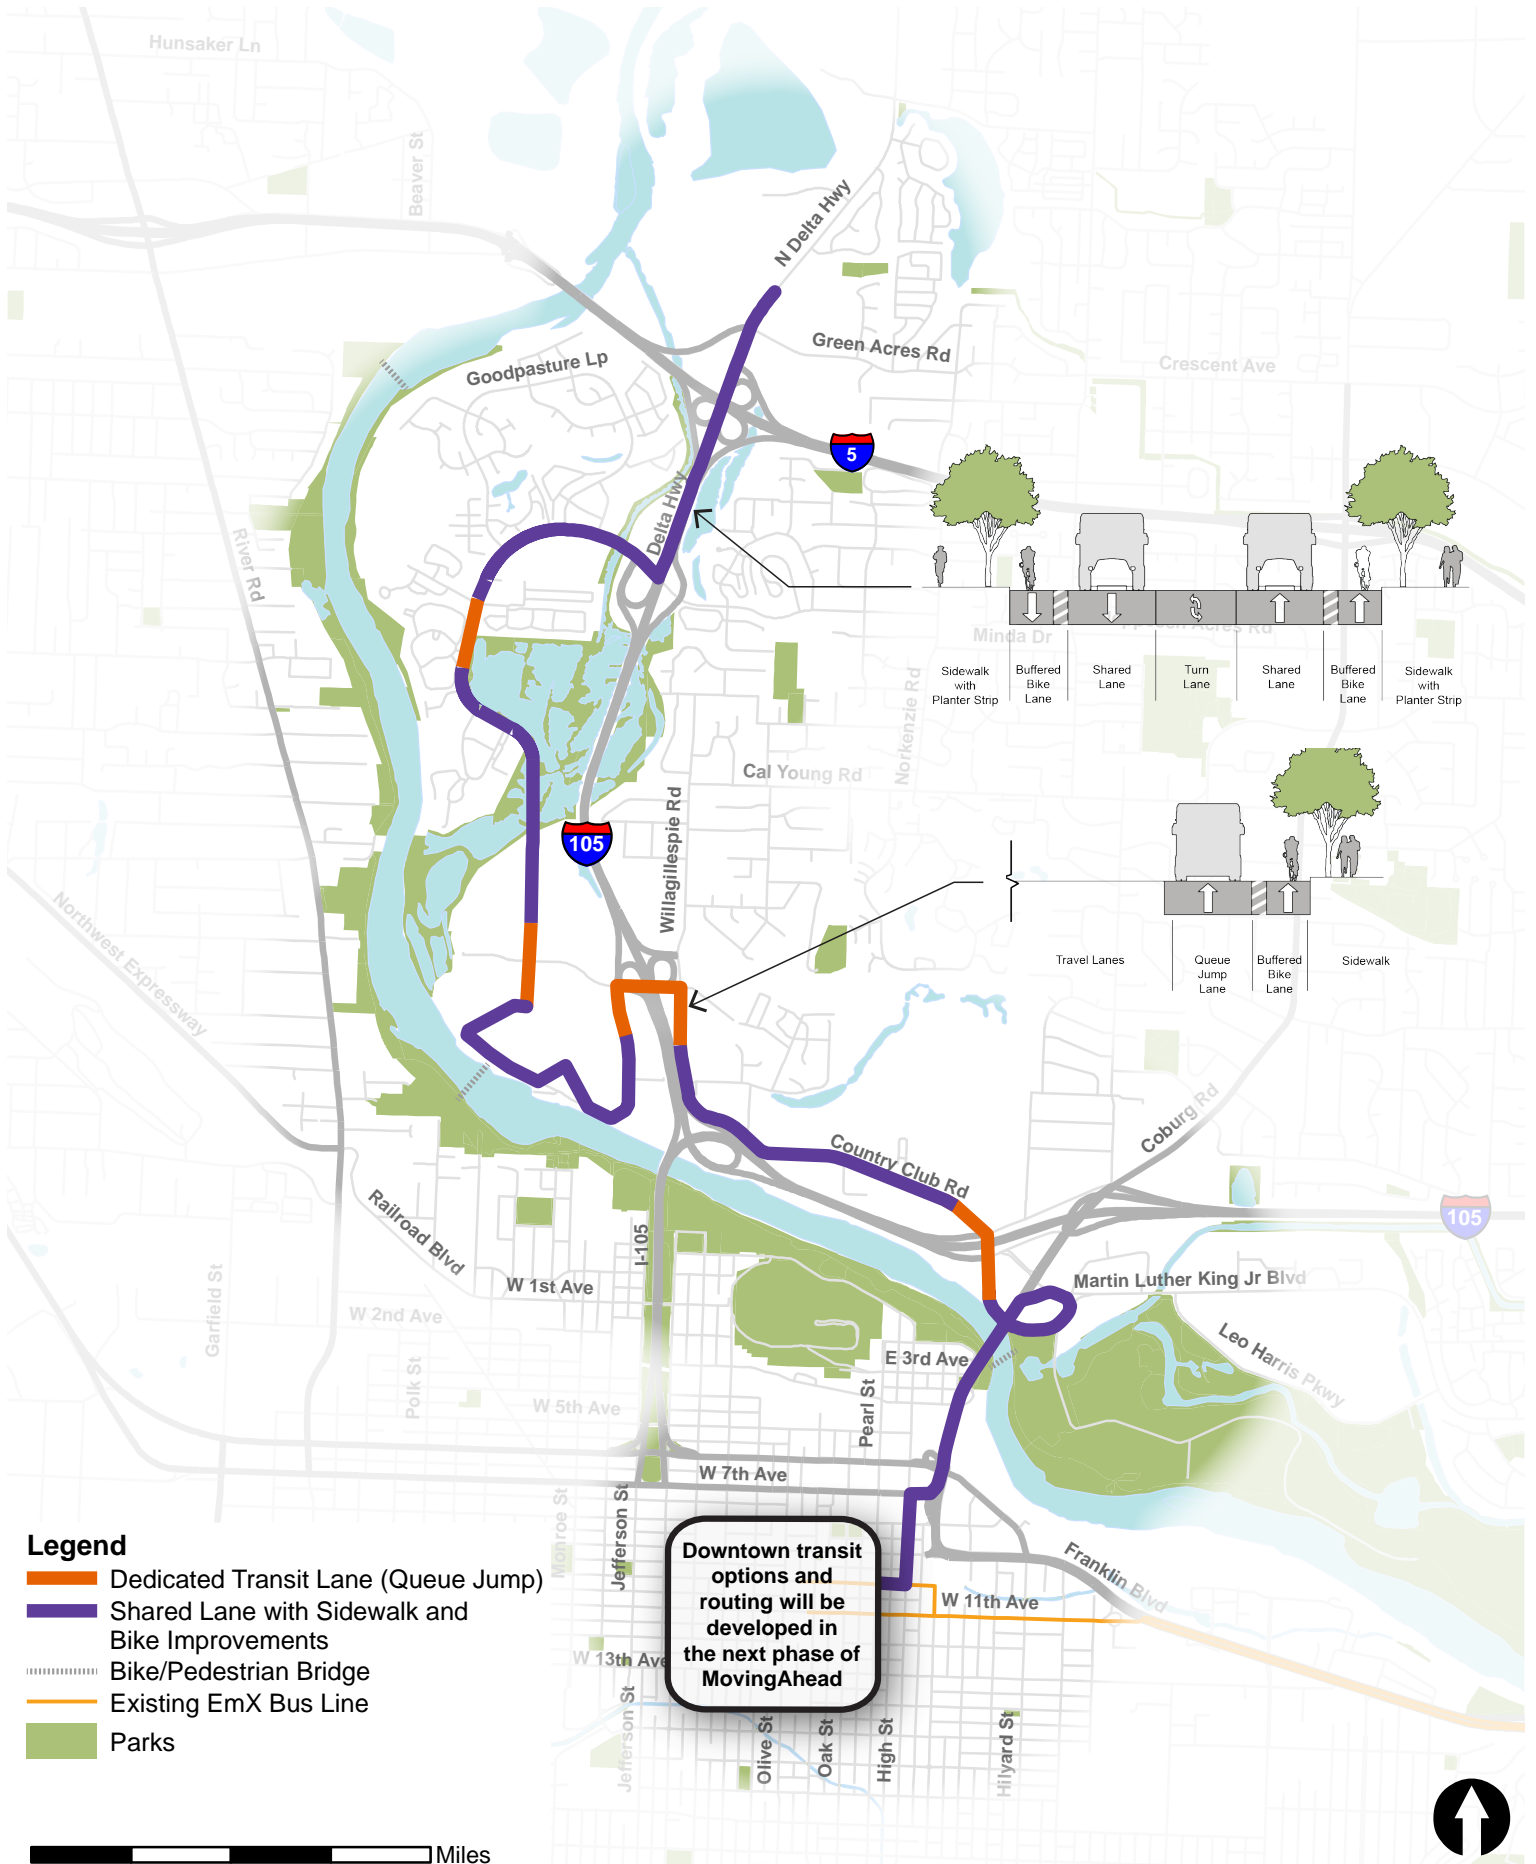 Hunsaker Ln
Beaver St
N Delta Hwy
Green Acres Rd
Goodpasture Lp
Crescent Ave
5
Delta Hwy
River Rd
Minda Dr
Acres Rd
Sidewalk
with
Planter Strip
Buffered
Bike
Lane
Shared
Lane
Turn
Lane
Shared
Lane
Buffered
Bike
Lane
Sidewalk
with
Planter Strip
Norkenzie Rd
Cal Young Rd
Willagillespie Rd
105
Northwest Expressway
Travel Lanes
Queue
Jump
Lane
Buffered
Bike
Lane
Sidewalk
Coburg Rd
Country Club Rd
Railroad Blvd
I-105
105
Garfield St
W 1st Ave
W 2nd Ave
Martin Luther King Jr Blvd
Leo Harris Pkwy
E 3rd Ave
Polk St
W 5th Ave
Pearl St
W 7th Ave
Monroe St
Jefferson St
Franklin Blvd
W 11th Ave
Downtown transit
options and
routing will be
developed in
the next phase of
MovingAhead
W 13th Ave
Jefferson St
Olive St
Oak St
High St
Hilyard St
Legend
Dedicated Transit Lane (Queue Jump)
Shared Lane with Sidewalk and
Bike Improvements
Bike/Pedestrian Bridge
Existing EmX Bus Line
Parks
Miles